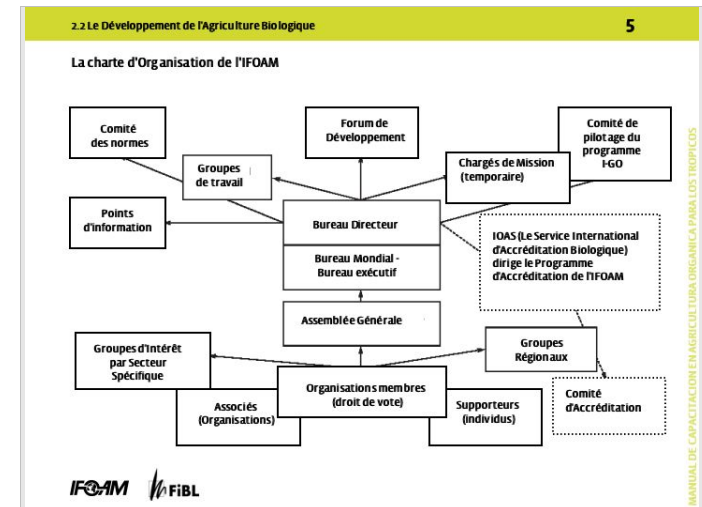 2.2 Le Développement de l'Agriculture Biologique
5
La charte d'Organisation de l'IFOAM
Comité
des normes
Forum de
Développement
Comité de
pilotage du
programme
I-GO
Groupes
de travail
Chargés de Mission
(temporaire)
Points
d'information
Bureau Directeur
IOAS (Le Service International
d'Accréditation Biologique)
dirige le Programme
d'Accréditation de l'IFOAM
Bureau Mondial -
Bureau exécutif
Assemblée Générale
Groupes d'Intérêt
par Secteur
Spécifique
Groupes
Régionaux
Organisations membres
(droit de vote)
Associés
(Organisations)
Supporteurs
(individus)
Comité
d'Accréditation
IFOAM
FiBL
MANUAL DE CAPACITACION EN AGRICULTURA ORGANICA PARA LOS TROPICOS